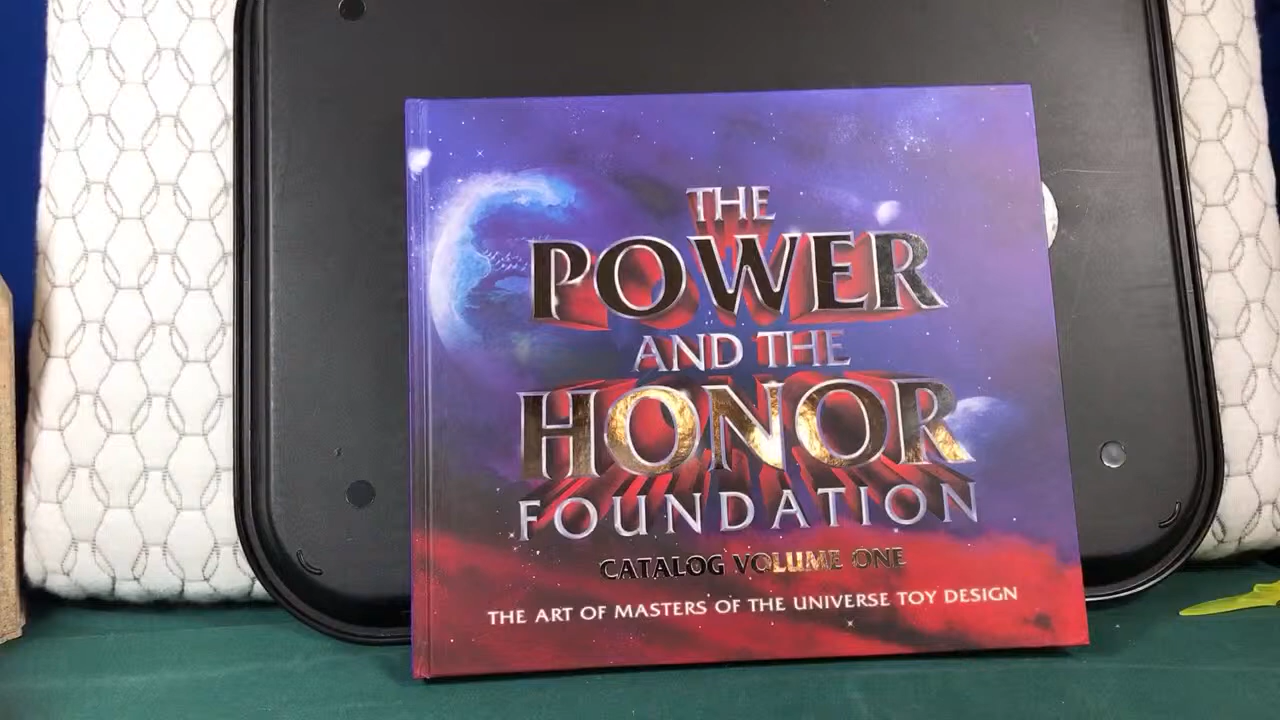 THE
POWER
AND THE
HONOR
FOUNDATION
CATALOG VOLUME ONE
THE ART OF MASTERS OF THE UNIVERSE TOY DESIGN